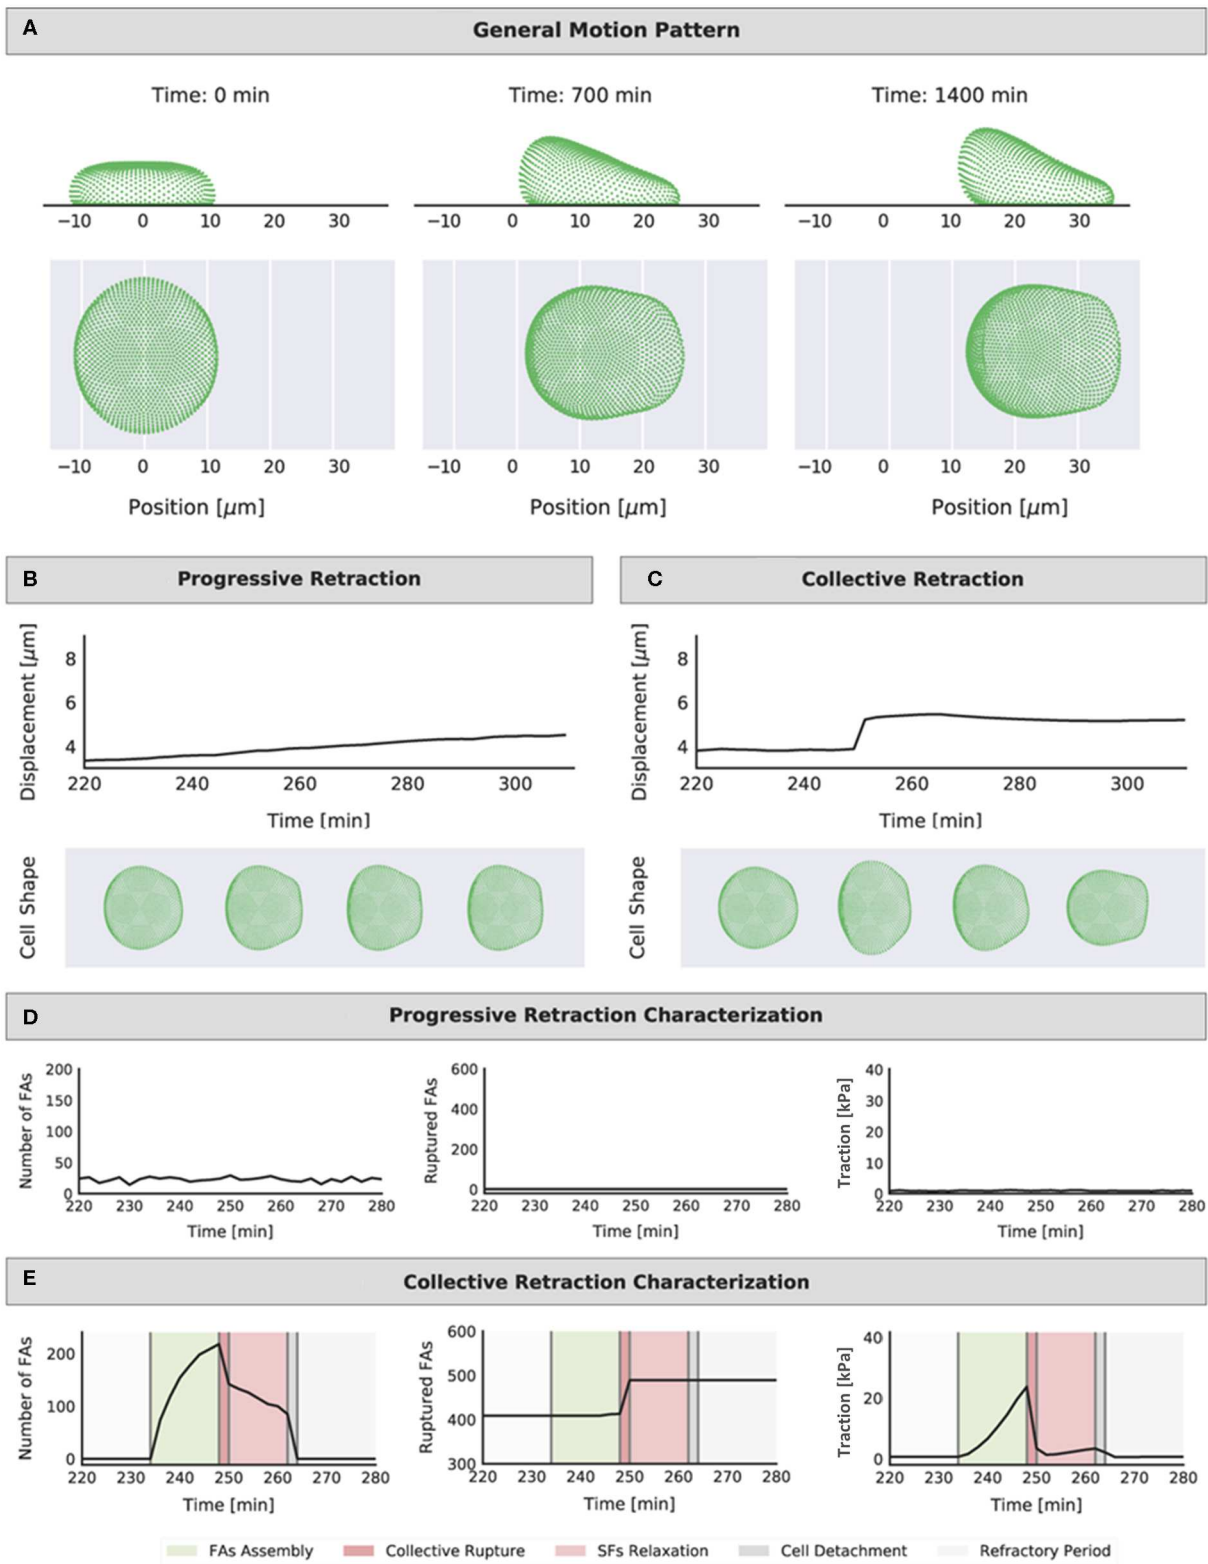 A General Motion Pattern
Time: 0 min Time: 700 min Time: 1400 min
−10 0 10 20 30 −10 0 10 20 30 −10 0 10 20 30
−10 0 10 20 30 −10 0 10 20 30 −10 0 10 20 30
Position [μm] Position [μm] Position [μm]
B Progressive Retraction
Displacement [μm]
8
6
4
220 240 260 280 300
Time [min]
Cell Shape
C Collective Retraction
Displacement [μm]
8
6
4
220 240 260 280 300
Time [min]
Cell Shape
D Progressive Retraction Characterization
Number of FAs
200
150
100
50
0
220 230 240 250 260 270 280
Time [min]
Ruptured FAs
600
400
200
0
220 230 240 250 260 270 280
Time [min]
Traction [kPa]
40
30
20
10
0
220 230 240 250 260 270 280
Time [min]
E Collective Retraction Characterization
Number of FAs
200
100
0
220 230 240 250 260 270 280
Time [min]
Ruptured FAs
600
500
400
300
220 230 240 250 260 270 280
Time [min]
Traction [kPa]
40
20
0
220 230 240 250 260 270 280
Time [min]
FAs Assembly Collective Rupture SFs Relaxation Cell Detachment Refractory Period